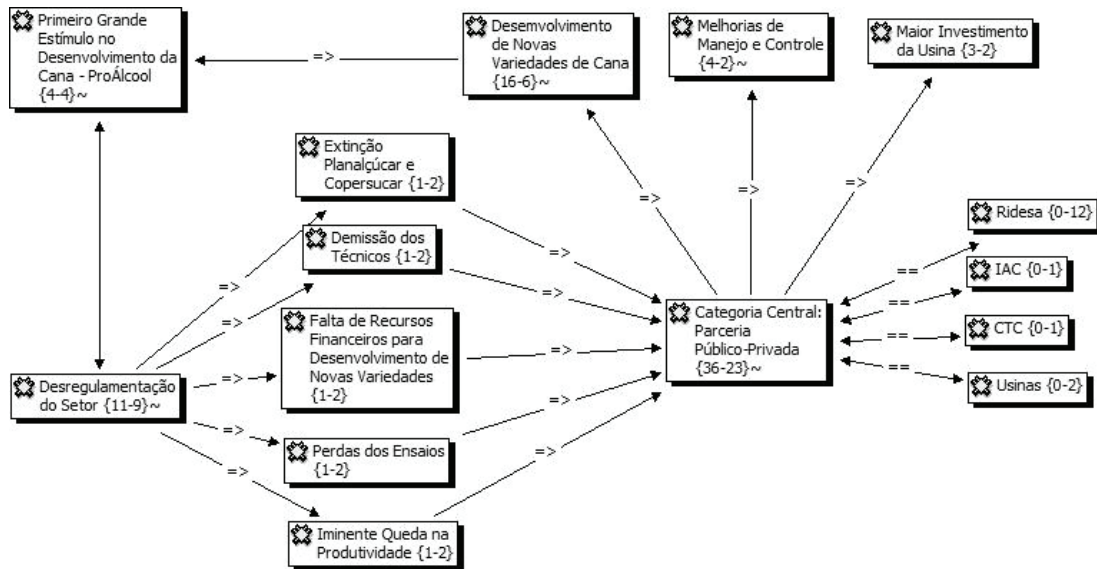 Primeiro Grande
Estímulo no
Desenvolvimento da
Cana - ProÁlcool
{4-4}~
=>
Desemvolvimento
de Novas
Variedades de Cana
{16-6}~
Melhorias de
Manejo e Controle
{4-2}~
Maior Investimento
da Usina {3-2}
Extinção
Planalçúcar e
Copersucar {1-2}
=>
=>
=>
=>
=>
Demissão dos
Técnicos {1-2}
=>
=>
Ridesa {0-12}
==
IAC {0-1}
==
Falta de Recursos
Financeiros para
Desenvolvimento de
Novas Variedades
{1-2}
=>
Categoria Central:
Parceria
Público-Privada
{36-23}~
CTC {0-1}
==
=>
Desregulamentação
do Setor {11-9}~
=>
Usinas {0-2}
==
=>
Perdas dos Ensaios
{1-2}
=>
=>
=>
Iminente Queda na
Produtividade {1-2}